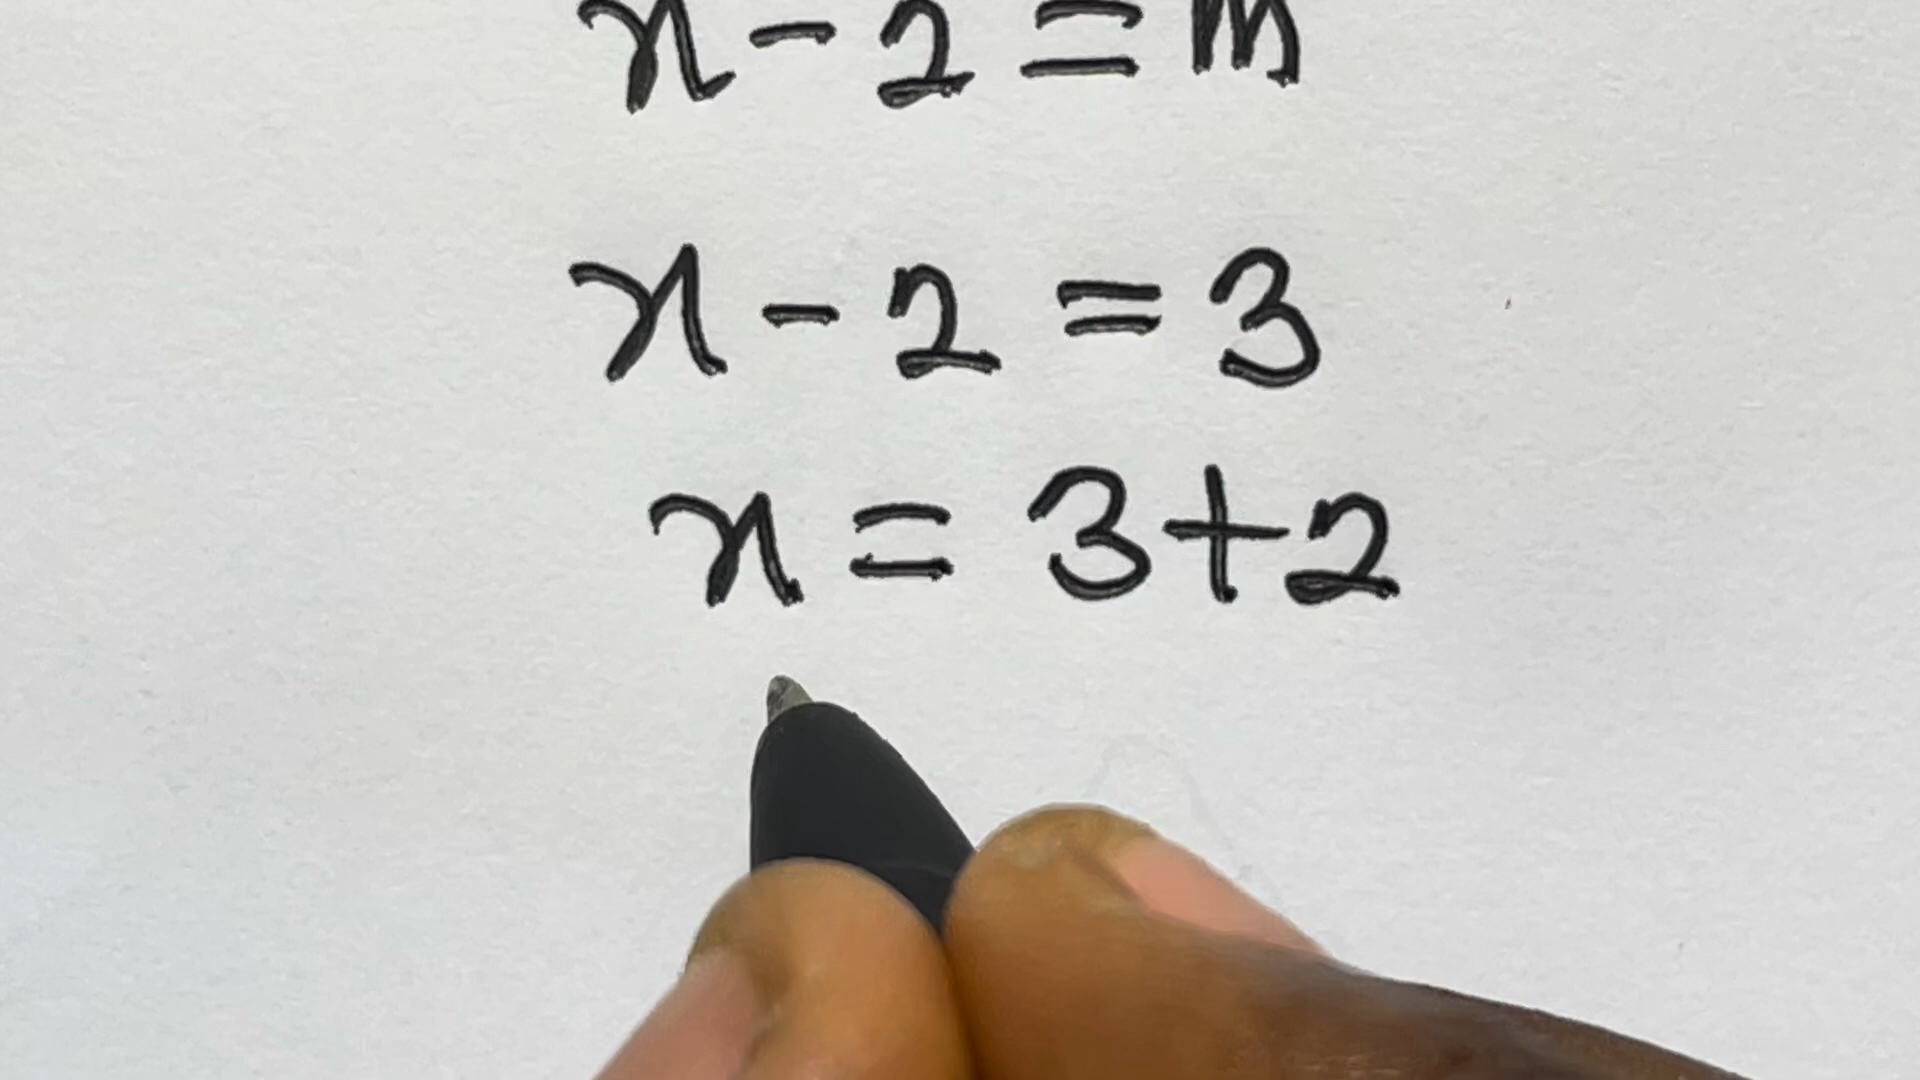 x - 2 = m
x - 2 = 3
x = 3 + 2